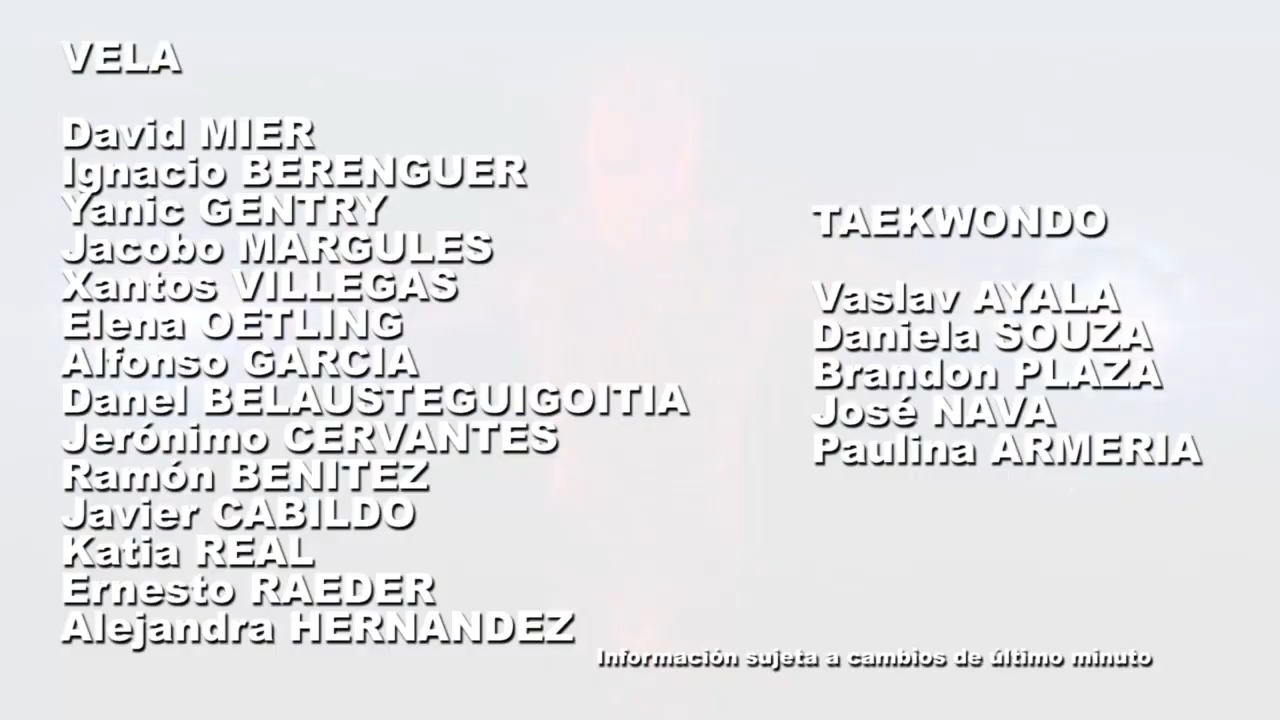 VELA
David MIER
Ignacio BERENGUER
Yanic GENTRY
Jacobo MARGULES
Xantos VILLEGAS
Elena OETLING
Alfonso GARCIA
Danel BELAUSTEGUIGOITIA
Jerónimo CERVANTES
Ramón BENITEZ
Javier CABILDO
Katia REAL
Ernesto RAEDER
Alejandra HERNANDEZ
TAEKWONDO
Vaslav AYALA
Daniela SOUZA
Brandon PLAZA
José NAVA
Paulina ARMERIA
Información sujeta a cambios de último minuto